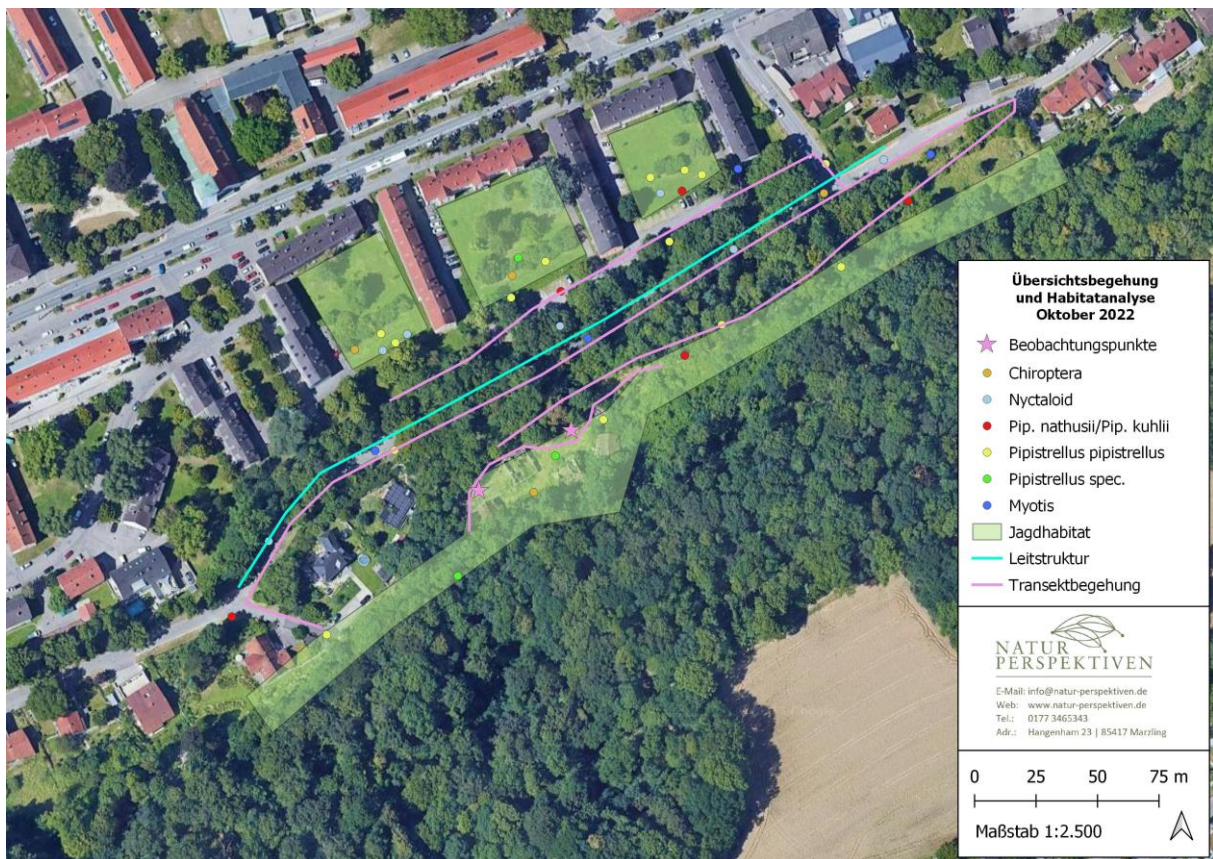 Übersichtsbegehung
und Habitatanalyse
Oktober 2022
Beobachtungspunkte
Chiroptera
Nyctaloid
Pip. nathusii/Pip. kuhlii
Pipistrellus pipistrellus
Pipistrellus spec.
Myotis
Jagdhabitat
Leitstruktur
Transektbegehung
NATUR
PERSPEKTIVEN
E-Mail: info@natur-perspektiven.de
Web: www.natur-perspektiven.de
Tel.: 0177 3465343
Adr.: Hangenham 23 | 85417 Marzling
0 25 50 75 m
Maßstab 1:2.500